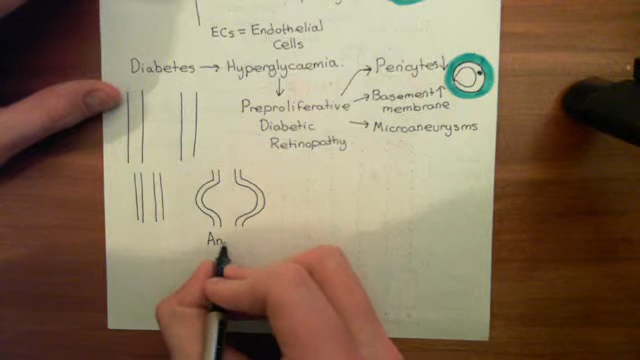 ECs = Endothelial
Cells
Diabetes → Hyperglycaemia.
→ Pericytes↓
Preproliferative
Diabetic
Retinopathy
→ Basement↑
membrane
→ Microaneurysms
An